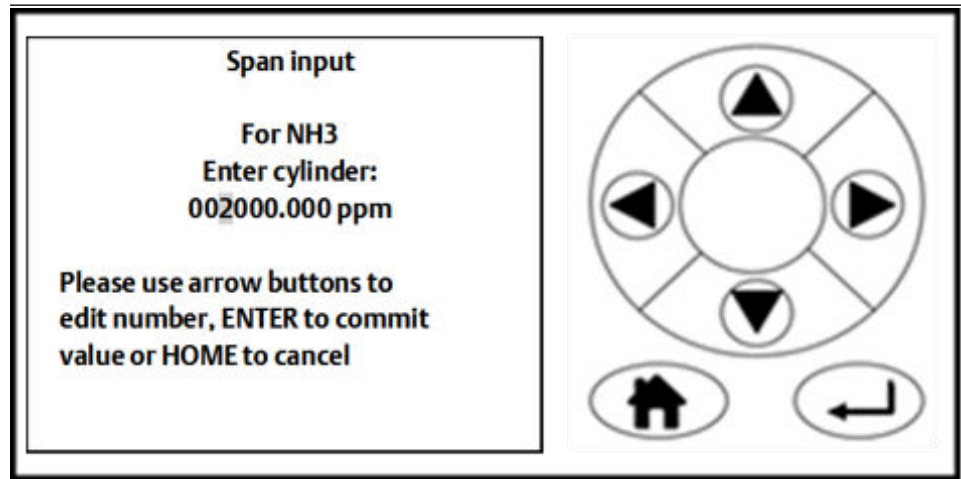 Span input
For NH3
Enter cylinder:
002000.000 ppm
Please use arrow buttons to
edit number, ENTER to commit
value or HOME to cancel